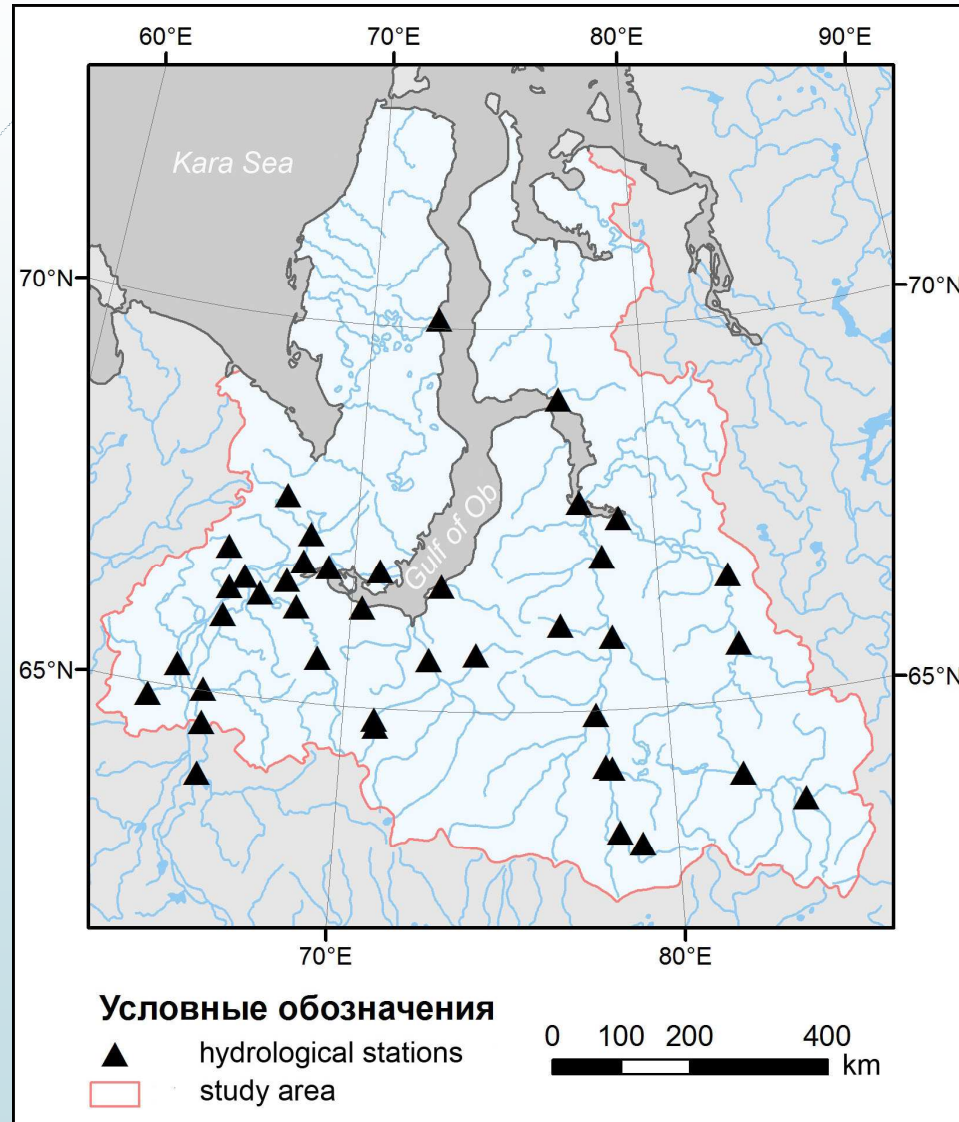 60°E 70°E 80°E 90°E
Kara Sea
70°N 70°N
Gulf of Ob
65°N 65°N
70°E 80°E
Условные обозначения
hydrological stations
study area
0 100 200 400
km